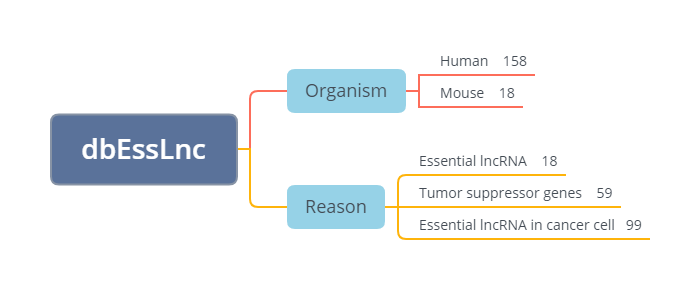 dbEssLnc
Organism
Human 158
Mouse 18
Reason
Essential lncRNA 18
Tumor suppressor genes 59
Essential lncRNA in cancer cell 99